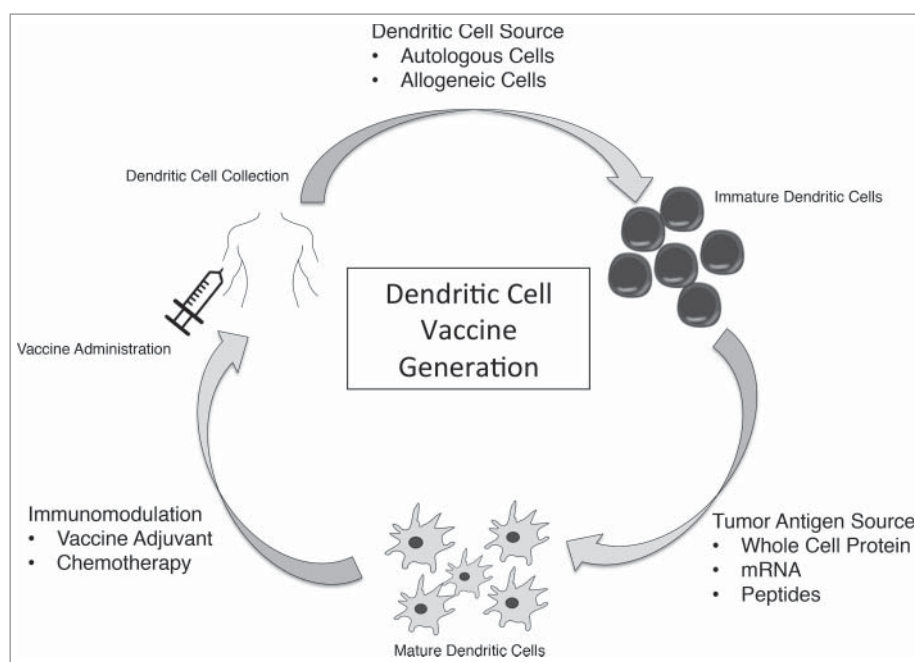 Dendritic Cell Source
• Autologous Cells
• Allogeneic Cells
Dendritic Cell Collection
Immature Dendritic Cells
Dendritic Cell
Vaccine
Generation
Vaccine Administration
Immunomodulation
• Vaccine Adjuvant
• Chemotherapy
Tumor Antigen Source
• Whole Cell Protein
• mRNA
• Peptides
Mature Dendritic Cells